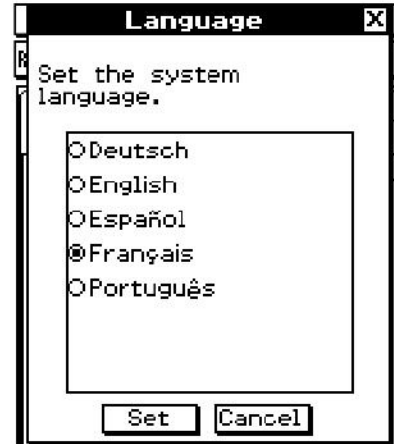 Language X
Set the system
language.
Deutsch
English
Español
Français
Português
Set Cancel